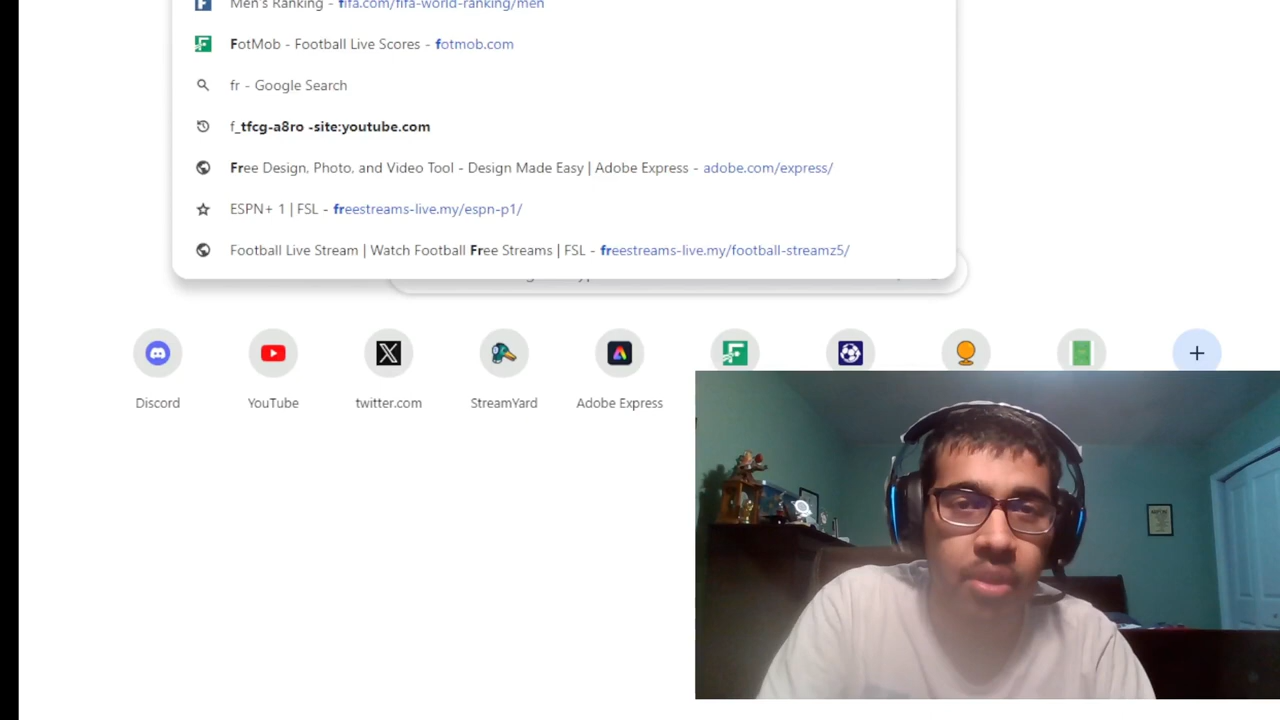 Men's Ranking - fifa.com/fifa-world-ranking/men
FotMob - Football Live Scores - fotmob.com
fr - Google Search
f_tfcg-a8ro -site:youtube.com
Free Design, Photo, and Video Tool - Design Made Easy | Adobe Express - adobe.com/express/
ESPN+ 1 | FSL - freestreams-live.my/espn-p1/
Football Live Stream | Watch Football Free Streams | FSL - freestreams-live.my/football-streamz5/
Discord
YouTube
twitter.com
StreamYard
Adobe Express